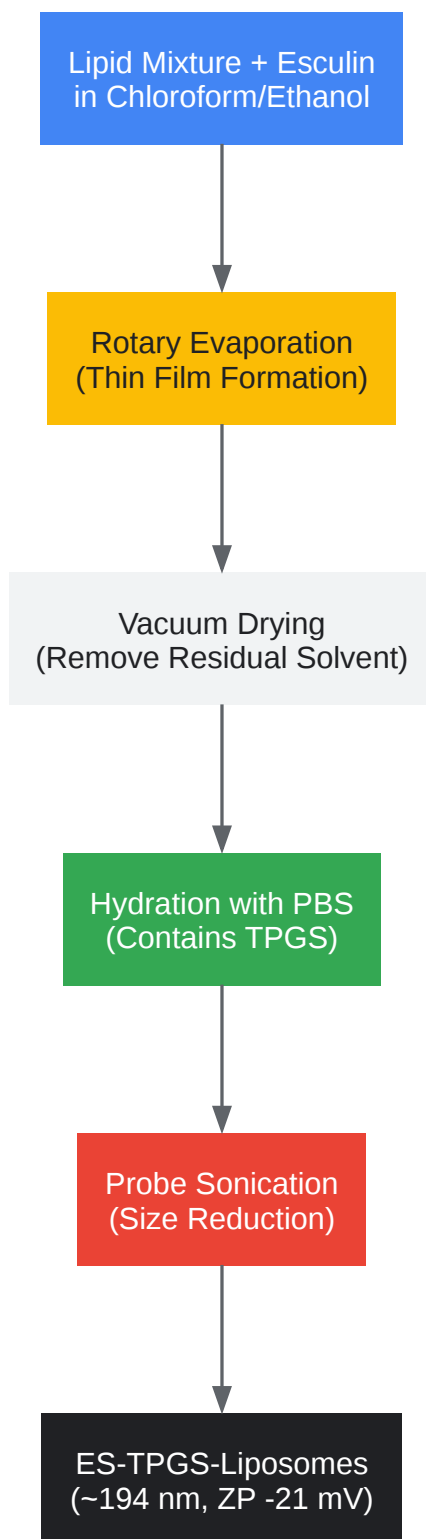 Lipid Mixture + Esculin
in Chloroform/Ethanol
Rotary Evaporation
(Thin Film Formation)
Vacuum Drying
(Remove Residual Solvent)
Hydration with PBS
(Contains TPGS)
Probe Sonication
(Size Reduction)
ES-TPGS-Liposomes
(~194 nm, ZP -21 mV)